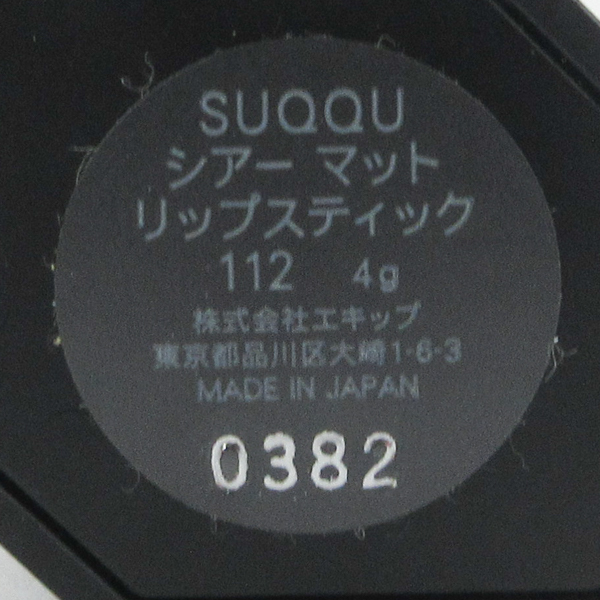 SUQQU
シアー マット
リップスティック
112 4g
株式会社エキップ
東京都品川区大崎1-6-3
MADE IN JAPAN
0382